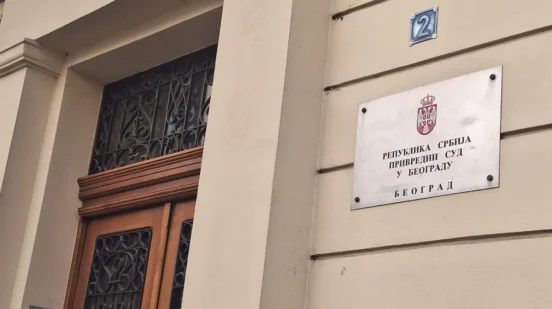 2
РЕПУБЛИКА СРБИЈА
ПРИВРЕДНИ СУД
У БЕОГРАДУ
БЕОГРАД